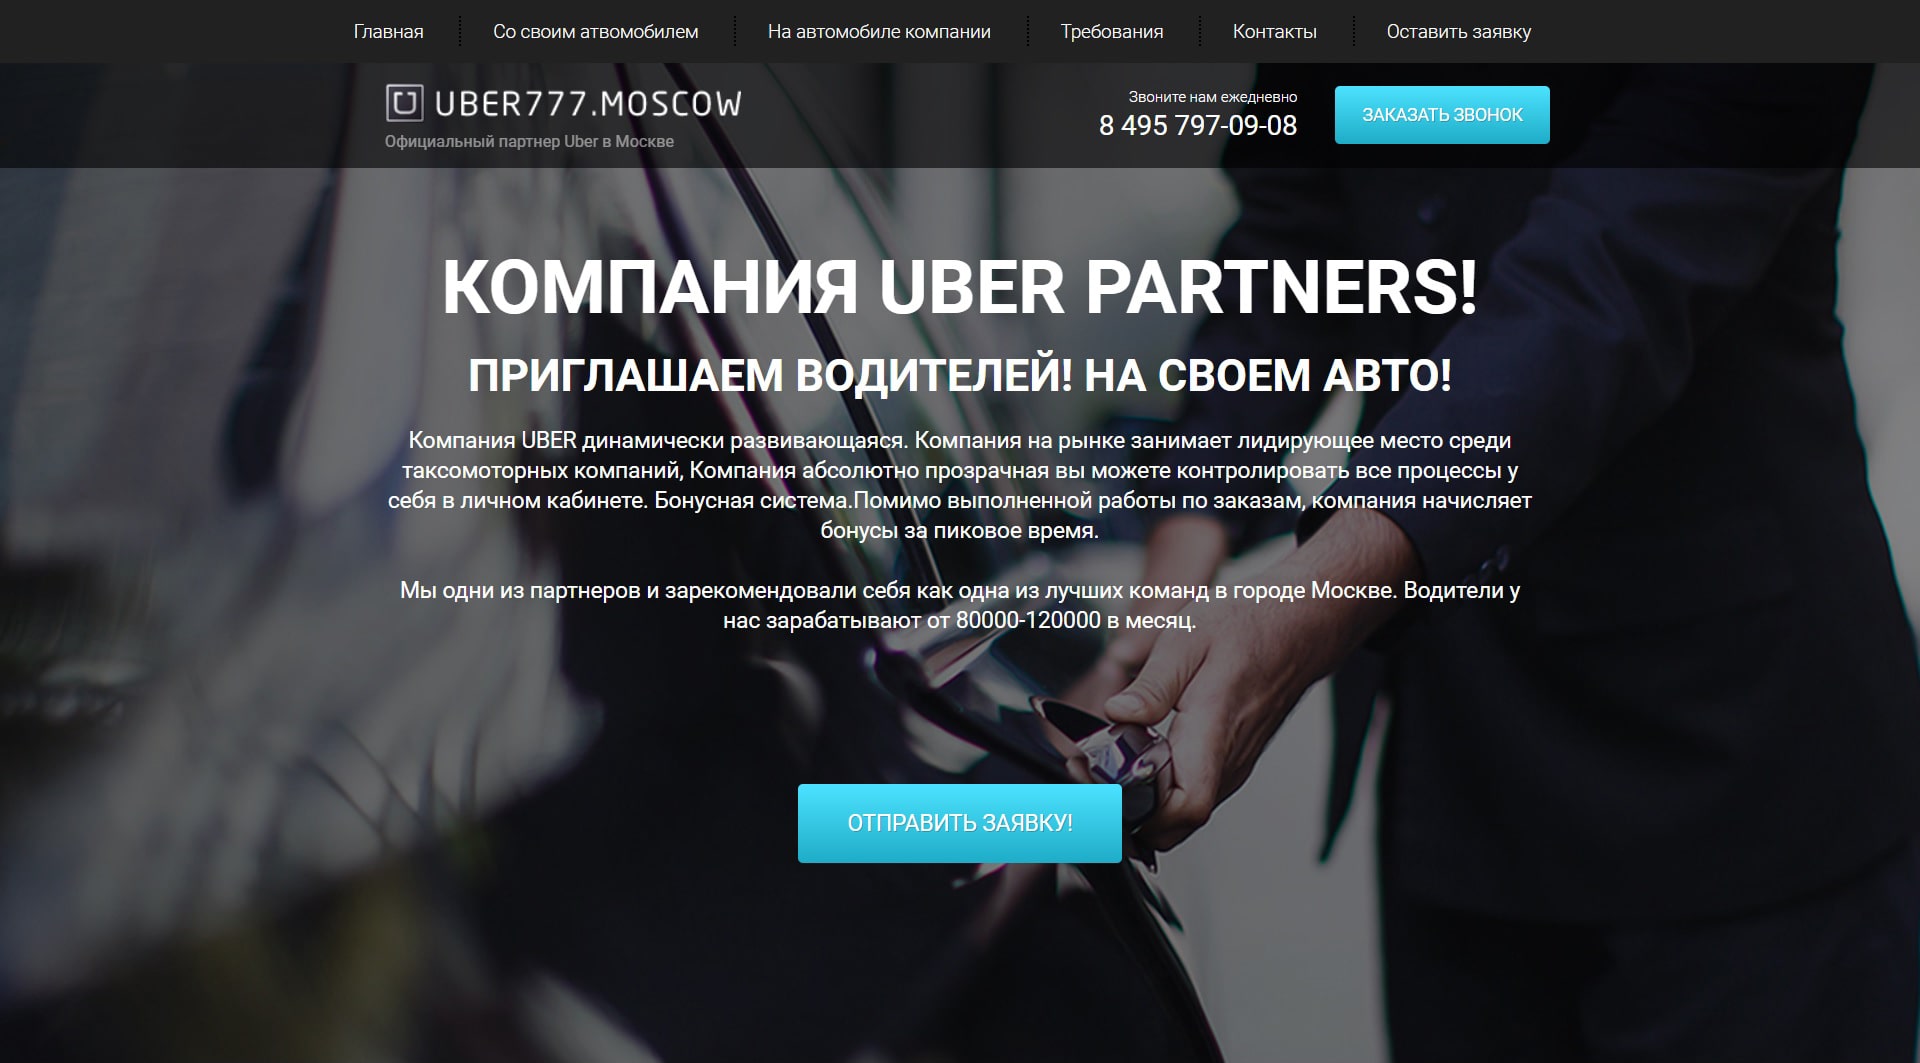 Главная
Со своим атвомобилем
На автомобиле компании
Требования
Контакты
Оставить заявку
UBER777.MOSCOW
Официальный партнер Uber в Москве
Звоните нам ежедневно
8 495 797-09-08
ЗАКАЗАТЬ ЗВОНОК
КОМПАНИЯ UBER PARTNERS!
ПРИГЛАШАЕМ ВОДИТЕЛЕЙ! НА СВОЕМ АВТО!
Компания UBER динамически развивающаяся. Компания на рынке занимает лидирующее место среди
таксомоторных компаний, Компания абсолютно прозрачная вы можете контролировать все процессы у
себя в личном кабинете. Бонусная система.Помимо выполненной работы по заказам, компания начисляет
бонусы за пиковое время.
Мы одни из партнеров и зарекомендовали себя как одна из лучших команд в городе Москве. Водители у
нас зарабатывают от 80000-120000 в месяц.
ОТПРАВИТЬ ЗАЯВКУ!